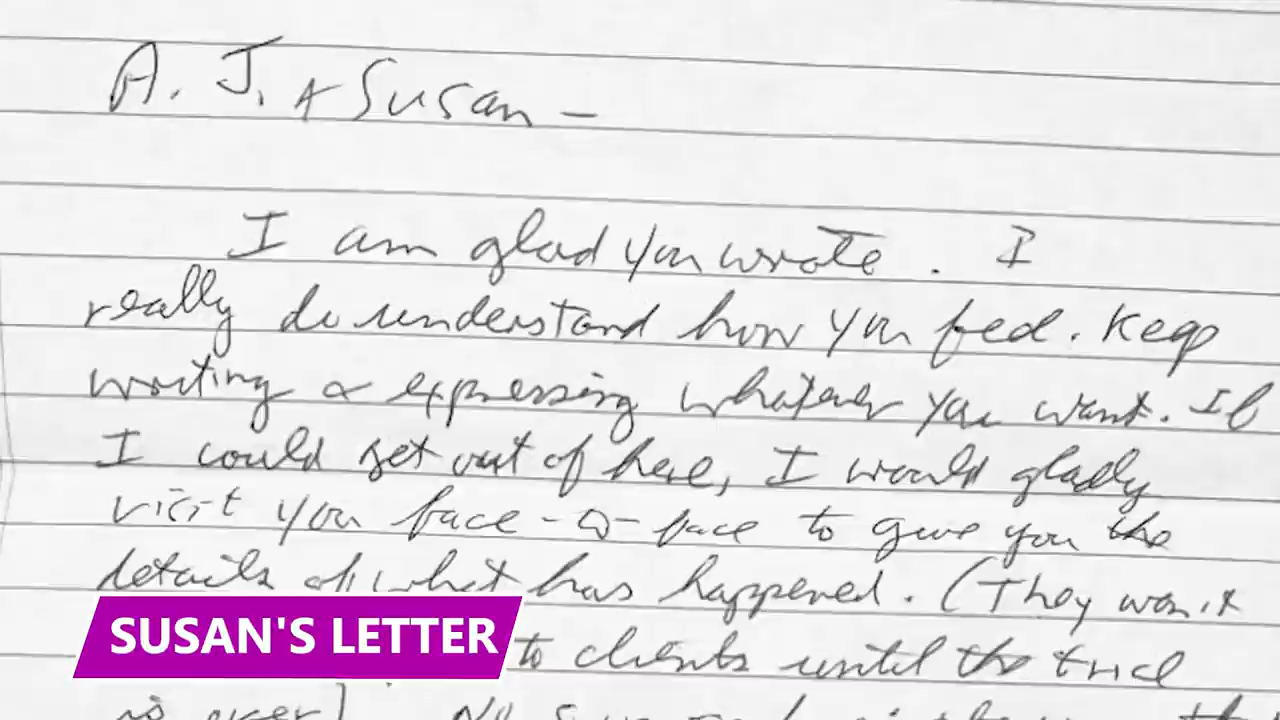 A. J. + Susan –
I am glad you wrote. I
really do understand how you feel. Keep
writing & expressing whatever you want. If
I could get out of here, I would gladly
visit you face-to-face to give you the
details of what has happened. (They won't
SUSAN'S LETTER
to clients until the trial
is over)